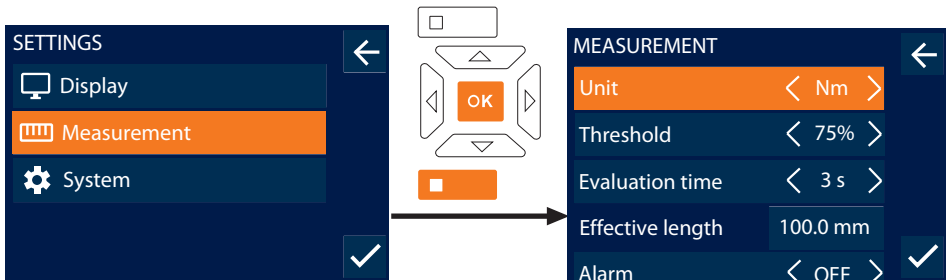 SETTINGS
Display
Measurement
System
OK
MEASUREMENT
Unit Nm
Threshold 75%
Evaluation time 3 s
Effective length 100.0 mm
Alarm OFF